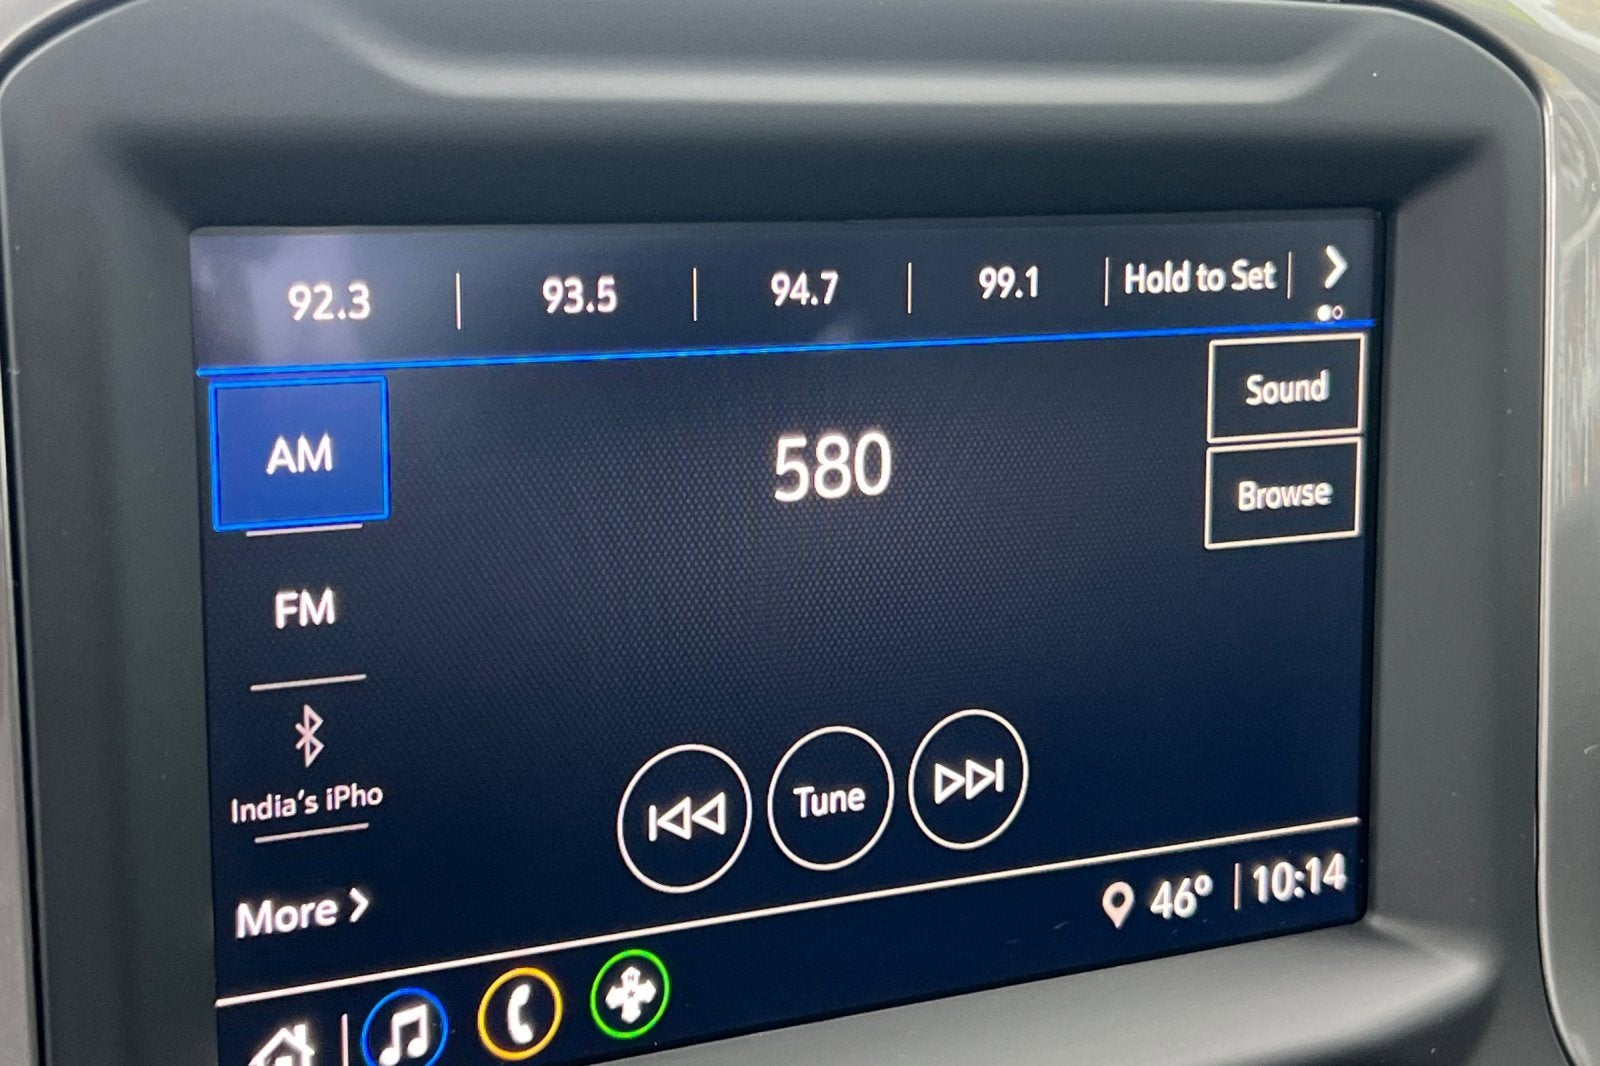 92.3 93.5 94.7 99.1 Hold to Set
AM
580
Sound
Browse
FM
India's iPho
Tune
More
46° 10:14